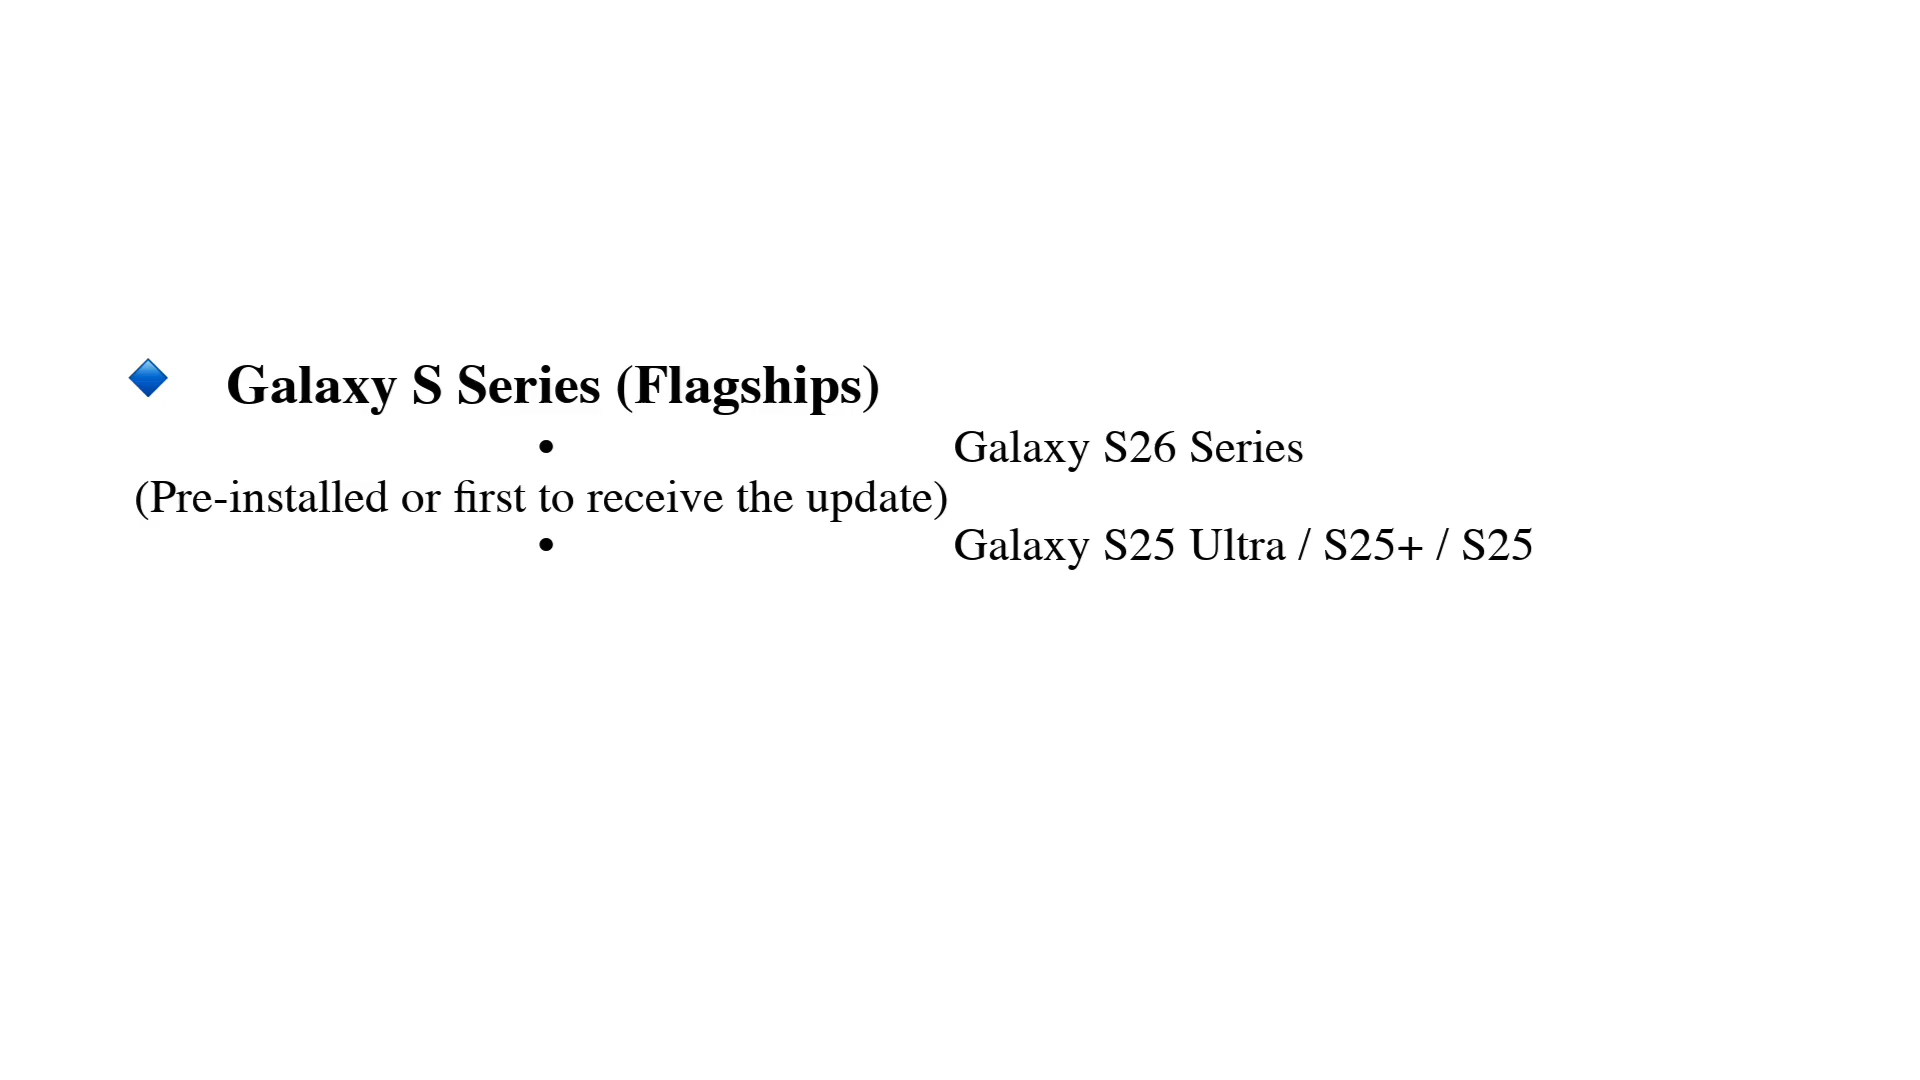 🔷 Galaxy S Series (Flagships)
• Galaxy S26 Series
(Pre-installed or first to receive the update)
• Galaxy S25 Ultra / S25+ / S25